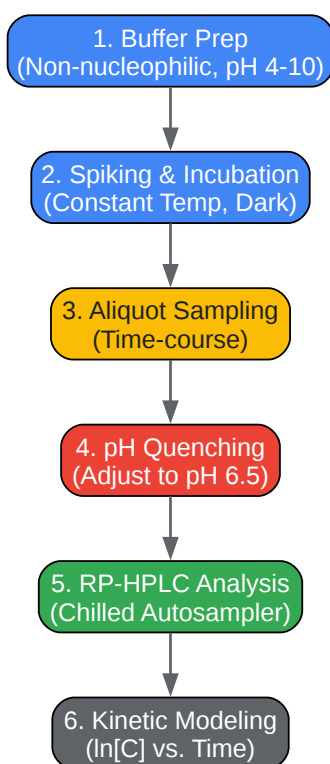 1. Buffer Prep
(Non-nucleophilic, pH 4-10)
2. Spiking & Incubation
(Constant Temp, Dark)
3. Aliquot Sampling
(Time-course)
4. pH Quenching
(Adjust to pH 6.5)
5. RP-HPLC Analysis
(Chilled Autosampler)
6. Kinetic Modeling
(ln[C] vs. Time)